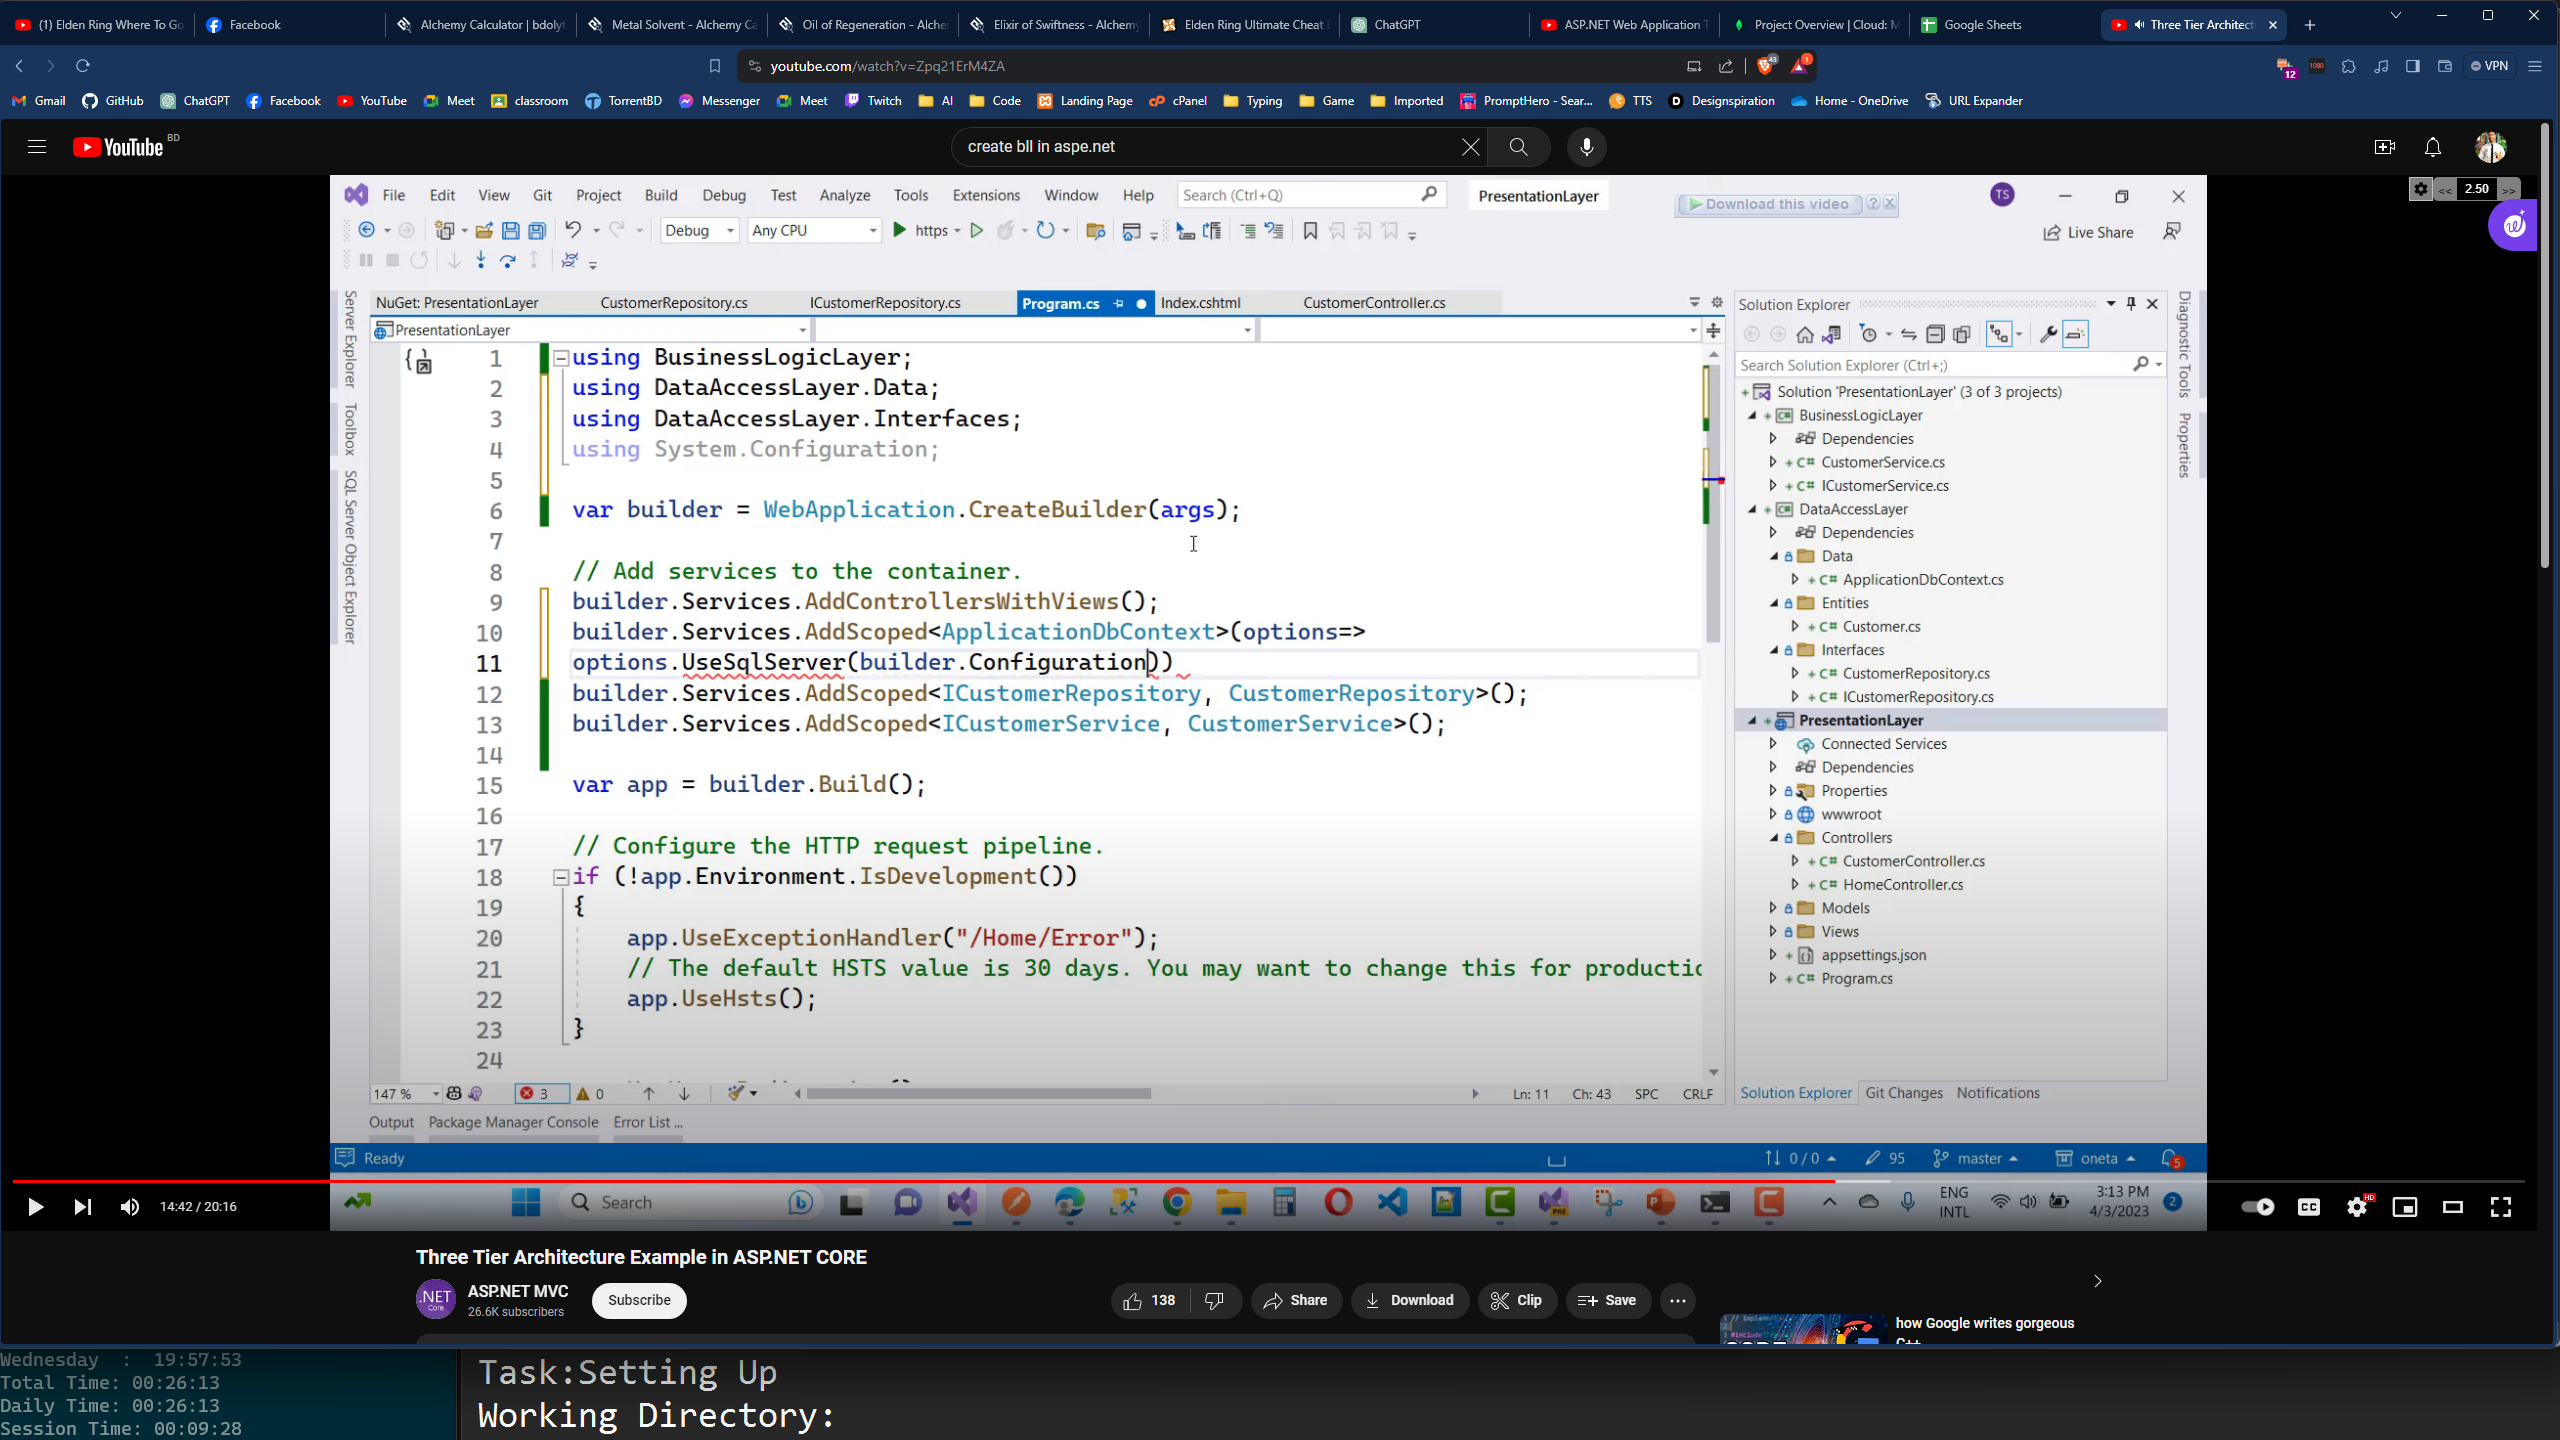 (1) Elden Ring Where To Go
Facebook
Alchemy Calculator | bdolyt
Metal Solvent - Alchemy Ca
Oil of Regeneration - Alche
Elixir of Swiftness - Alchemy
Elden Ring Ultimate Cheat
ChatGPT
ASP.NET Web Application T
Project Overview | Cloud: M
Google Sheets
Three Tier Architect
youtube.com/watch?v=Zpq21ErM4ZA
43
1
12
1080
VPN
Gmail
GitHub
ChatGPT
Facebook
YouTube
Meet
classroom
TorrentBD
Messenger
Meet
Twitch
AI
Code
Landing Page
cPanel
Typing
Game
Imported
PromptHero - Sear...
TTS
Designspiration
Home - OneDrive
URL Expander
YouTube BD
create bll in aspe.net
File Edit View Git Project Build Debug Test Analyze Tools Extensions Window Help
Search (Ctrl+Q)
PresentationLayer
Download this video
TS
<< 2.50 >>
Debug
Any CPU
https
Live Share
Server Explorer
Toolbox
SQL Server Object Explorer
NuGet: PresentationLayer
CustomerRepository.cs
ICustomerRepository.cs
Program.cs
Index.cshtml
CustomerController.cs
PresentationLayer
1 using BusinessLogicLayer;
2 using DataAccessLayer.Data;
3 using DataAccessLayer.Interfaces;
4 using System.Configuration;
5
6 var builder = WebApplication.CreateBuilder(args);
7
8 // Add services to the container.
9 builder.Services.AddControllersWithViews();
10 builder.Services.AddScoped<ApplicationDbContext>(options=>
11 options.UseSqlServer(builder.Configuration))
12 builder.Services.AddScoped<ICustomerRepository, CustomerRepository>();
13 builder.Services.AddScoped<ICustomerService, CustomerService>();
14
15 var app = builder.Build();
16
17 // Configure the HTTP request pipeline.
18 if (!app.Environment.IsDevelopment())
19 {
20 app.UseExceptionHandler("/Home/Error");
21 // The default HSTS value is 30 days. You may want to change this for productio
22 app.UseHsts();
23 }
24
147 %
3
0
Ln: 11
Ch: 43
SPC
CRLF
Output
Package Manager Console
Error List ...
Solution Explorer
Search Solution Explorer (Ctrl+;)
Solution 'PresentationLayer' (3 of 3 projects)
BusinessLogicLayer
Dependencies
CustomerService.cs
ICustomerService.cs
DataAccessLayer
Dependencies
Data
ApplicationDbContext.cs
Entities
Customer.cs
Interfaces
CustomerRepository.cs
ICustomerRepository.cs
PresentationLayer
Connected Services
Dependencies
Properties
wwwroot
Controllers
CustomerController.cs
HomeController.cs
Models
Views
appsettings.json
Program.cs
Solution Explorer
Git Changes
Notifications
Diagnostic Tools
Properties
Ready
0 / 0
95
master
oneta
5
14:42 / 20:16
Search
PRE
ENG
INTL
3:13 PM
4/3/2023
2
CC
HD
Three Tier Architecture Example in ASP.NET CORE
.NET
Core
ASP.NET MVC
26.6K subscribers
Subscribe
138
Share
Download
Clip
Save
how Google writes gorgeous
C++
Wednesday : 19:57:53
Total Time: 00:26:13
Daily Time: 00:26:13
Session Time: 00:09:28
Task:Setting Up
Working Directory: